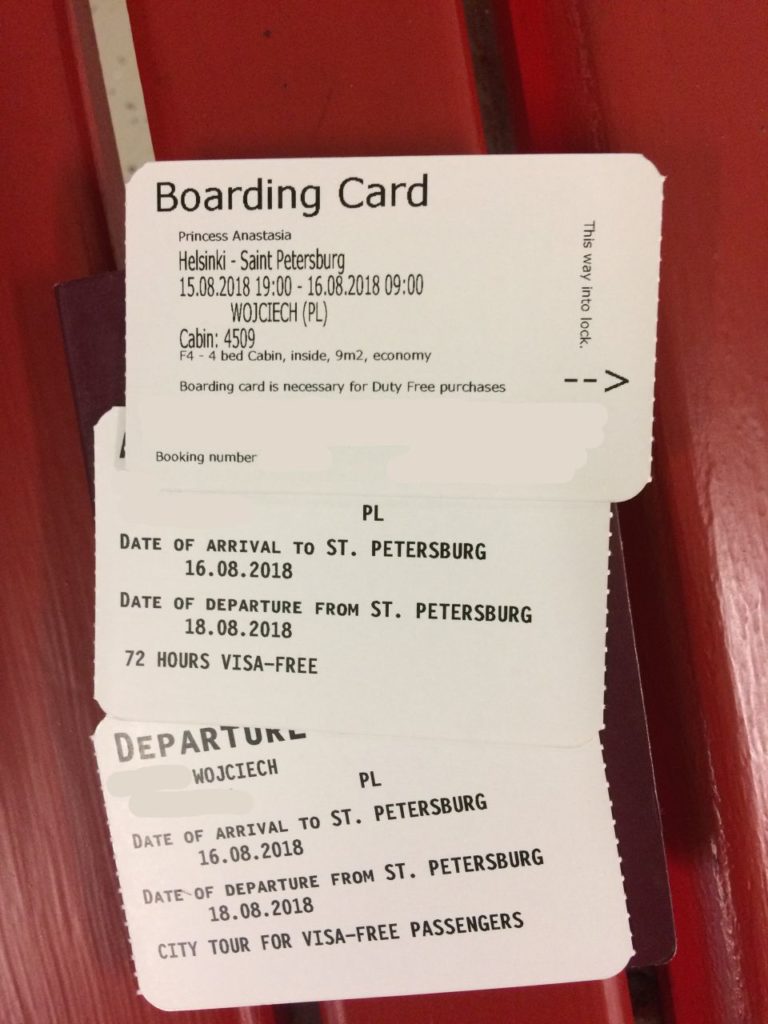 Boarding Card
Princess Anastasia
Helsinki - Saint Petersburg
15.08.2018 19:00 - 16.08.2018 09:00
WOJCIECH (PL)
Cabin: 4509
F4 - 4 bed Cabin, inside, 9m2, economy
Boarding card is necessary for Duty Free purchases
Booking number
This way into lock.
-->
PL
DATE OF ARRIVAL TO ST. PETERSBURG
16.08.2018
DATE OF DEPARTURE FROM ST. PETERSBURG
18.08.2018
72 HOURS VISA-FREE
DEPARTURE
WOJCIECH
PL
DATE OF ARRIVAL TO ST. PETERSBURG
16.08.2018
DATE OF DEPARTURE FROM ST. PETERSBURG
18.08.2018
CITY TOUR FOR VISA-FREE PASSENGERS